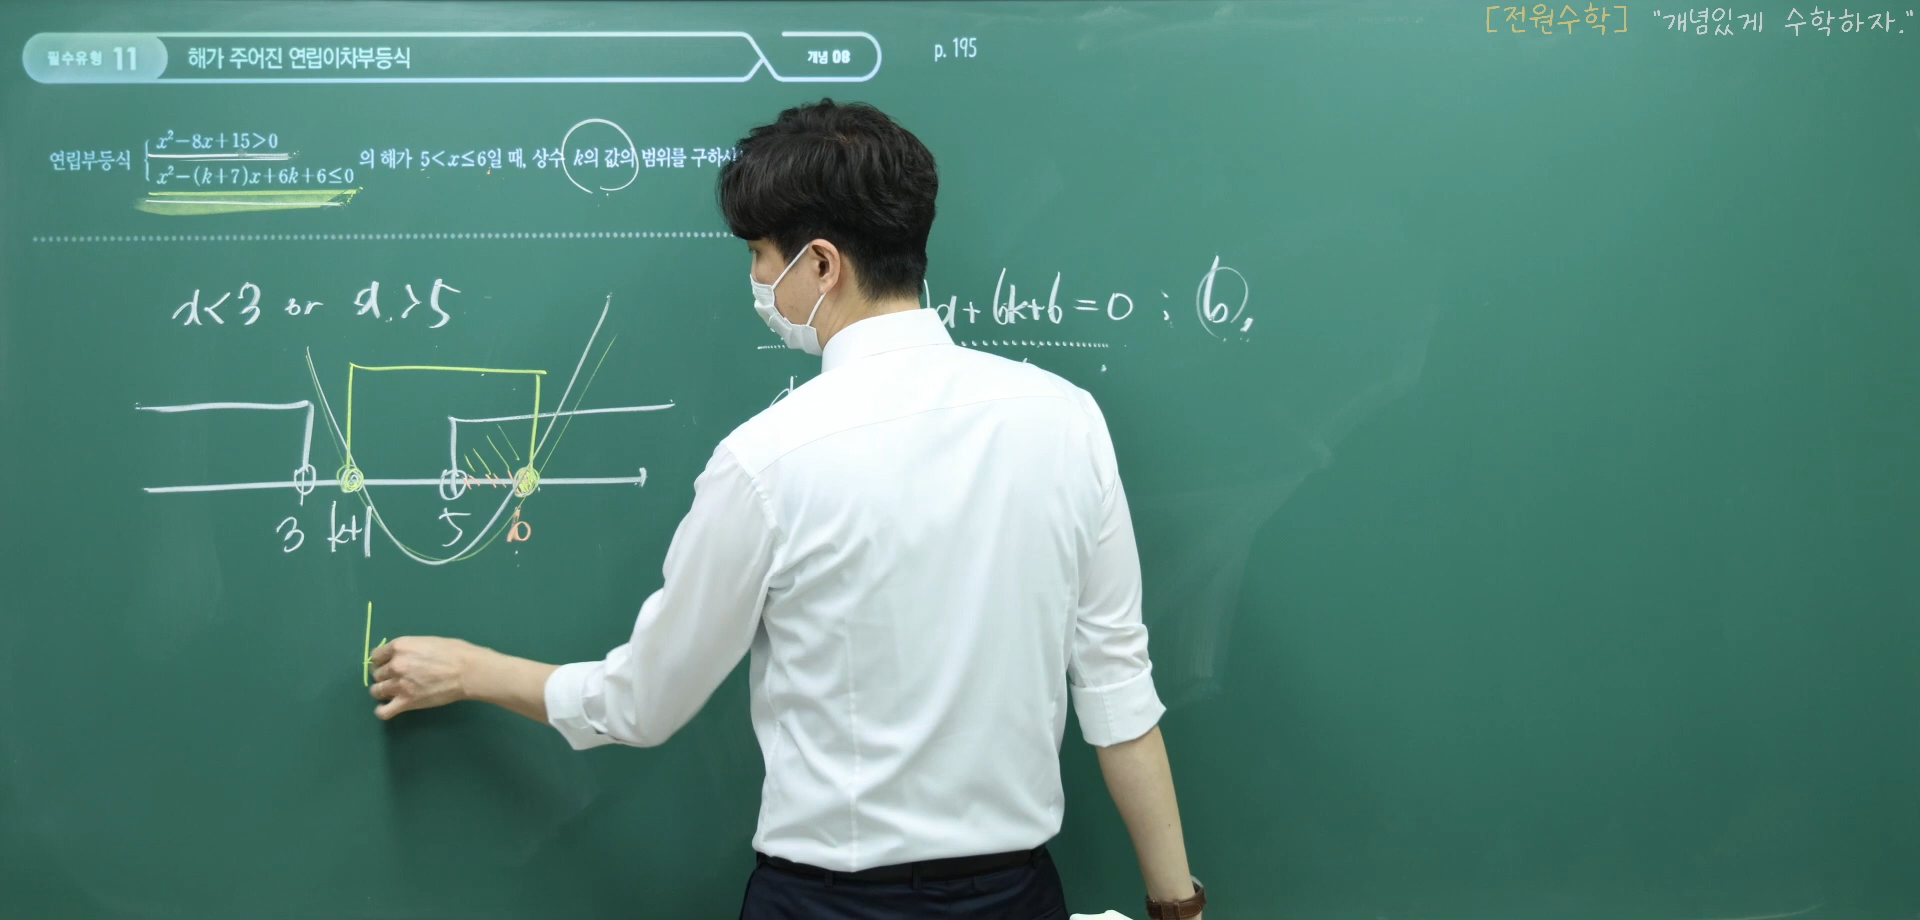 [전원수학] "개념있게 수학하자."
필수유형 11 해가 주어진 연립이차부등식 개념 08 p. 195
x²-8x+15>0
연립부등식 의 해가 5<x≤6일 때, 상수 k의 값의 범위를 구하시
x²-(k+7)x+6k+6≤0
x<3 or x>5
x+6k+6=0 ; 6,
3 k+1 5 6